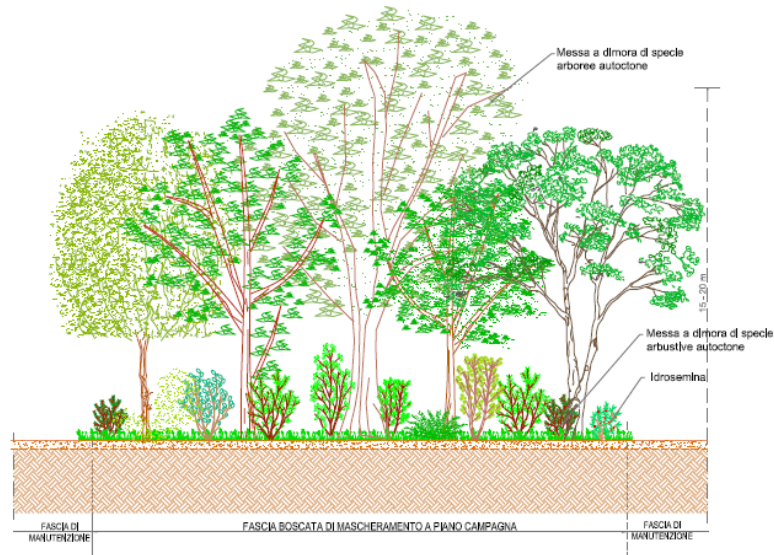 Messa a dimora di specie
arboree autoctone
15 - 20 m
Messa a dimora di specie
arbustive autoctone
Idrosemina
FASCIA DI
MANUTENZIONE
FASCIA BOSCATA DI MASCHERAMENTO A PIANO CAMPAGNA
FASCIA DI
MANUTENZIONE